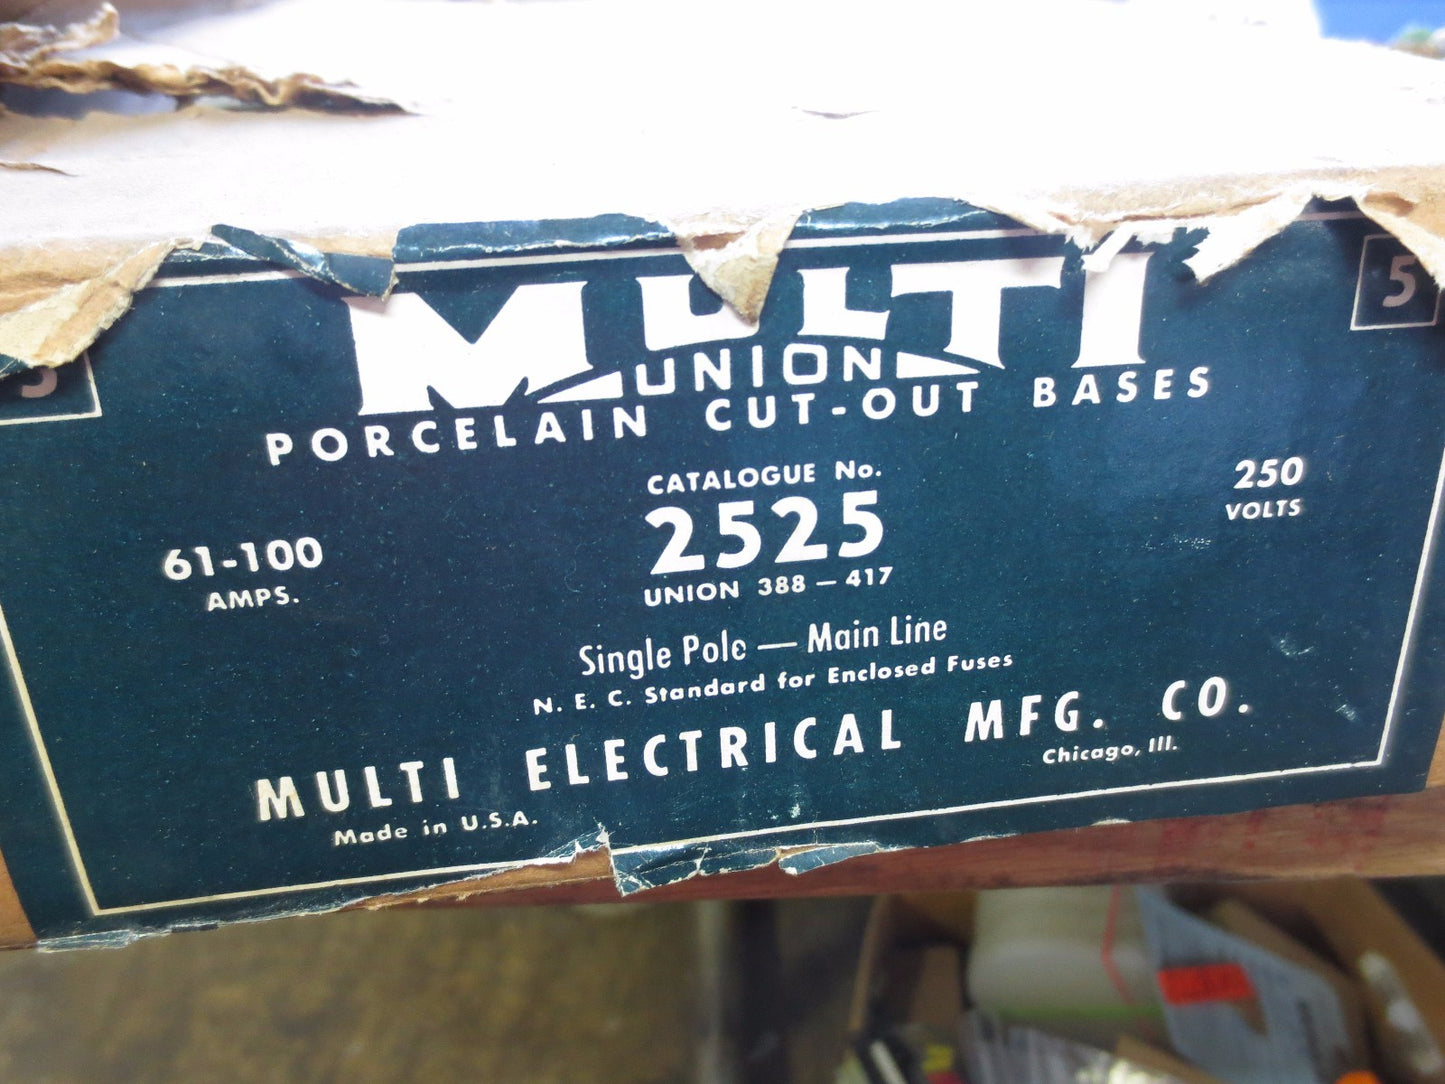 5
5
MULTI
UNION
PORCELAIN CUT-OUT BASES
CATALOGUE No.
2525
UNION 388 — 417
61-100
AMPS.
250
VOLTS
Single Pole — Main Line
N. E. C. Standard for Enclosed Fuses
MULTI ELECTRICAL MFG. CO.
Chicago, Ill.
Made in U.S.A.